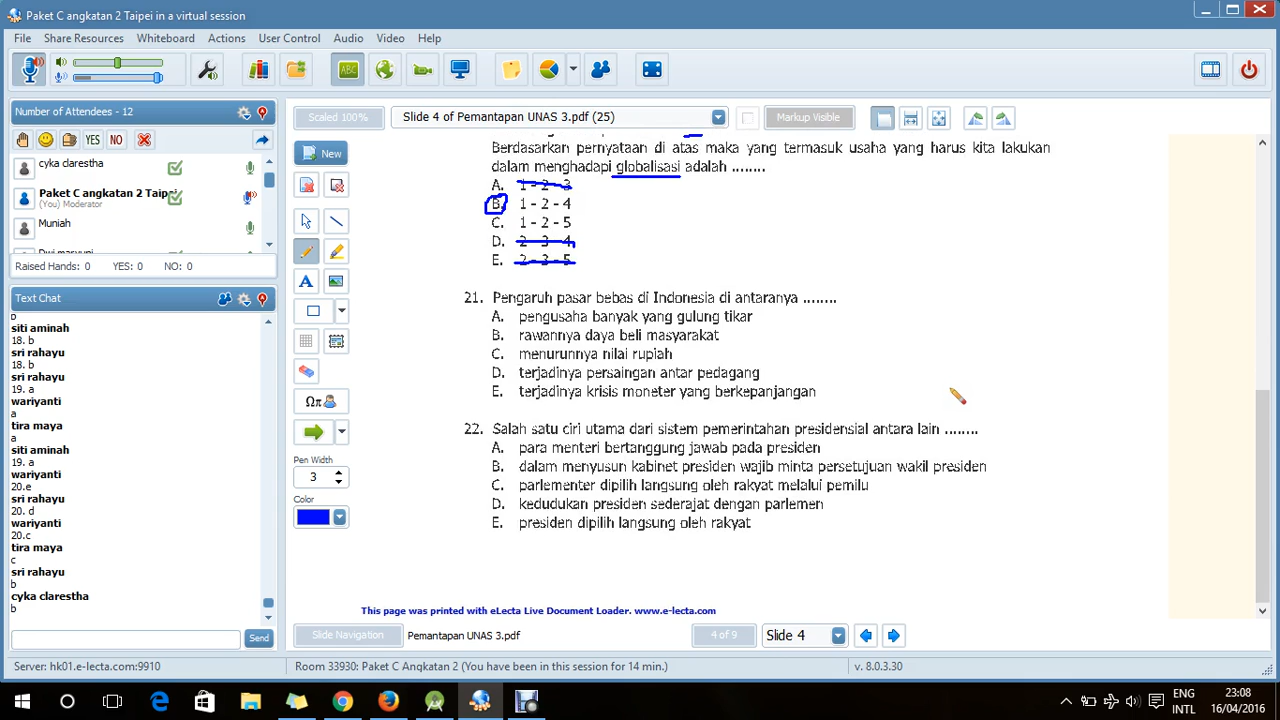 Paket C angkatan 2 Taipei in a virtual session
File Share Resources Whiteboard Actions User Control Audio Video Help
ABC
Number of Attendees - 12
YES NO
cyka clarestha
Paket C angkatan 2 Taipei
(You) Moderator
Muniah
Raised Hands: 0 YES: 0 NO: 0
Text Chat
siti aminah
18. b
sri rahayu
18. b
sri rahayu
19. a
wariyanti
a
tira maya
a
siti aminah
19. a
wariyanti
20.e
sri rahayu
20. d
wariyanti
20.c
tira maya
c
sri rahayu
b
cyka clarestha
b
Send
Scaled 100%
Slide 4 of Pemantapan UNAS 3.pdf (25)
Markup Visible
New
A
Ωπ
Pen Width
3
Color
Berdasarkan pernyataan di atas maka yang termasuk usaha yang harus kita lakukan
dalam menghadapi globalisasi adalah ........
A. 1 - 2 - 3
B. 1 - 2 - 4
C. 1 - 2 - 5
D. 2 - 3 - 4
E. 2 - 3 - 5
21. Pengaruh pasar bebas di Indonesia di antaranya ........
A. pengusaha banyak yang gulung tikar
B. rawannya daya beli masyarakat
C. menurunnya nilai rupiah
D. terjadinya persaingan antar pedagang
E. terjadinya krisis moneter yang berkepanjangan
22. Salah satu ciri utama dari sistem pemerintahan presidensial antara lain ........
A. para menteri bertanggung jawab pada presiden
B. dalam menyusun kabinet presiden wajib minta persetujuan wakil presiden
C. parlementer dipilih langsung oleh rakyat melalui pemilu
D. kedudukan presiden sederajat dengan parlemen
E. presiden dipilih langsung oleh rakyat
This page was printed with eLecta Live Document Loader. www.e-lecta.com
Slide Navigation
Pemantapan UNAS 3.pdf
4 of 9
Slide 4
Server: hk01.e-lecta.com:9910
Room 33930: Paket C Angkatan 2 (You have been in this session for 14 min.)
v. 8.0.3.30
ENG
INTL
23:08
16/04/2016